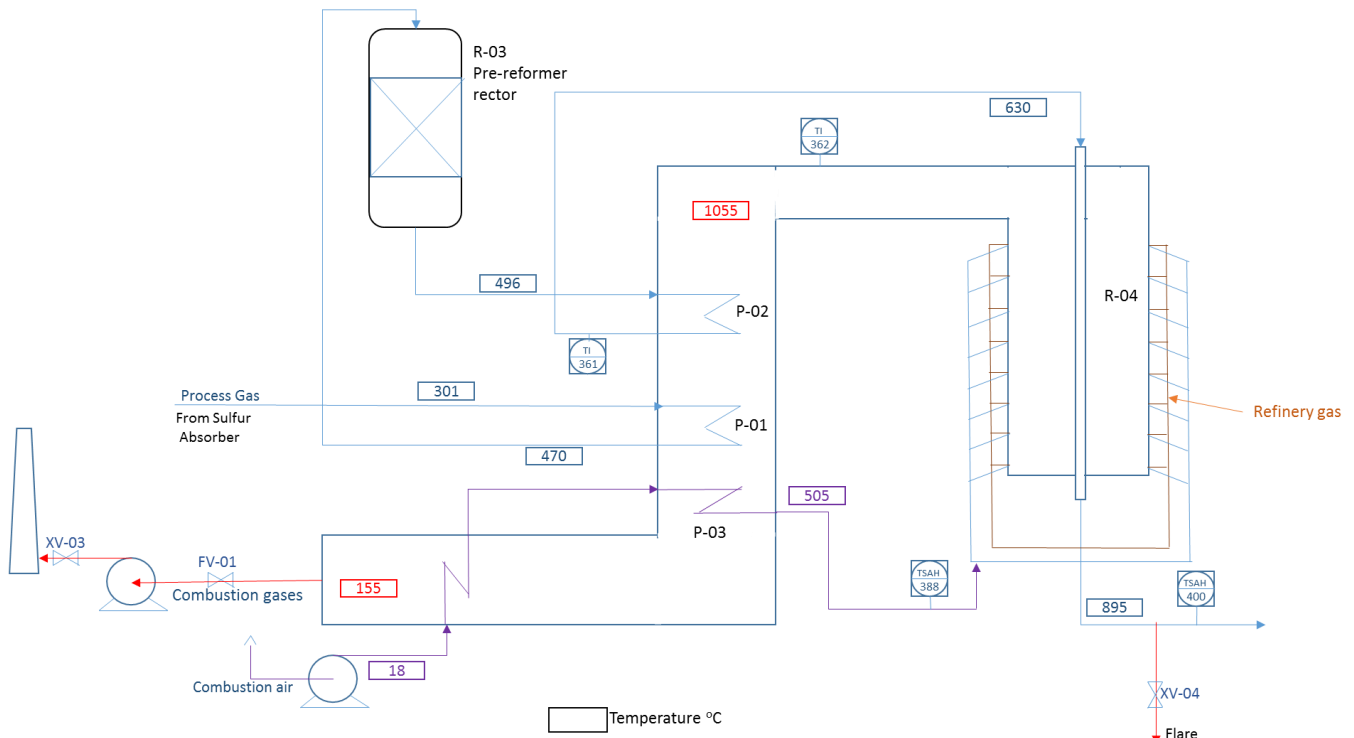 R-03
Pre-reformer
rector
630
TI
362
1055
496
P-02
R-04
TI
361
Process Gas
301
From Sulfur
Absorber
P-01
Refinery gas
470
505
P-03
XV-03
FV-01
155
Combustion gases
TSAH
388
TSAH
400
895
18
Combustion air
XV-04
Temperature ºC
Flare